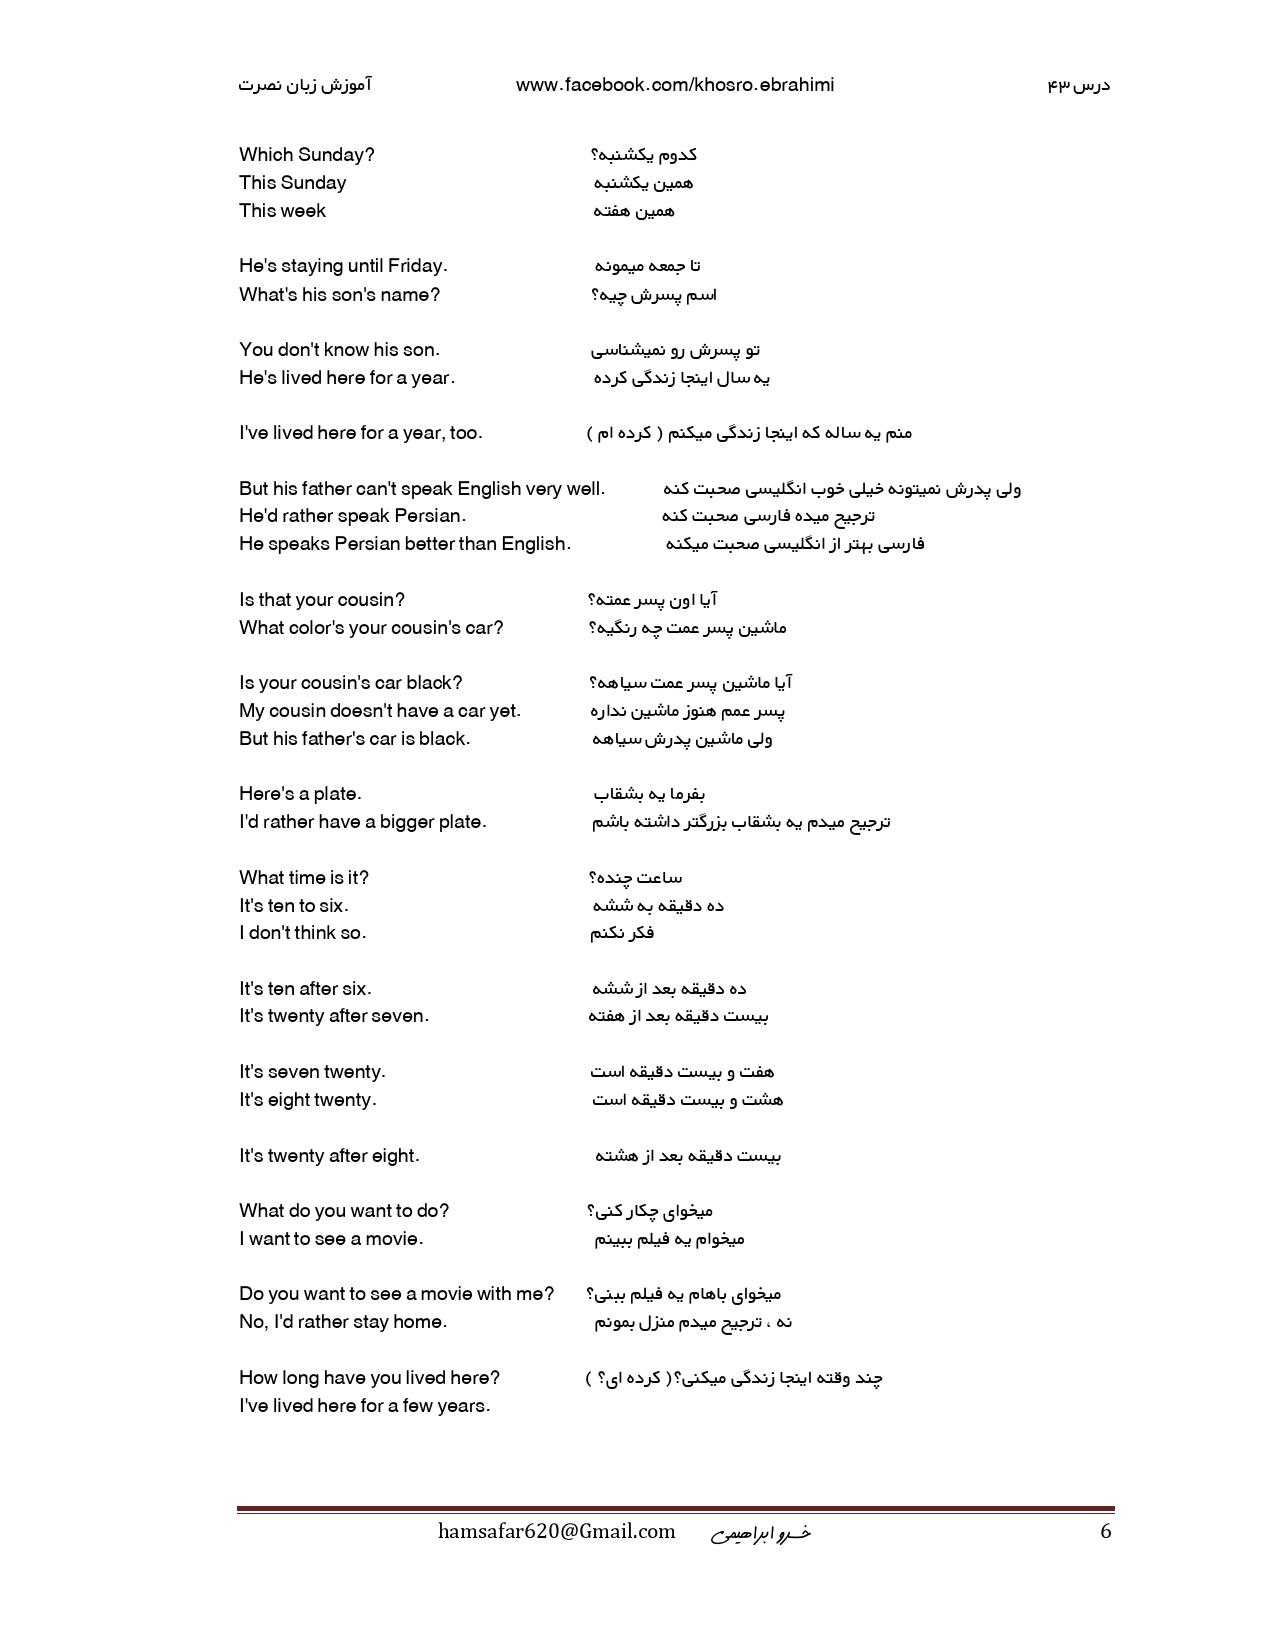 آموزش زبان نصرت www.facebook.com/khosro.ebrahimi درس ۴۳
Which Sunday? کدوم یکشنبه؟
This Sunday همین یکشنبه
This week همین هفته
He's staying until Friday. تا جمعه میمونه
What's his son's name? اسم پسرش چیه؟
You don't know his son. تو پسرش رو نمیشناسی
He's lived here for a year. یه سال اینجا زندگی کرده
I've lived here for a year, too. منم یه ساله که اینجا زندگی میکنم ( کرده ام )
But his father can't speak English very well. ولی پدرش نمیتونه خیلی خوب انگلیسی صحبت کنه
He'd rather speak Persian. ترجیح میده فارسی صحبت کنه
He speaks Persian better than English. فارسی بهتر از انگلیسی صحبت میکنه
Is that your cousin? آیا اون پسر عمته؟
What color's your cousin's car? ماشین پسر عمت چه رنگیه؟
Is your cousin's car black? آیا ماشین پسر عمت سیاهه؟
My cousin doesn't have a car yet. پسر عمم هنوز ماشین نداره
But his father's car is black. ولی ماشین پدرش سیاهه
Here's a plate. بفرما یه بشقاب
I'd rather have a bigger plate. ترجیح میدم یه بشقاب بزرگتر داشته باشم
What time is it? ساعت چنده؟
It's ten to six. ده دقیقه به ششه
I don't think so. فکر نکنم
It's ten after six. ده دقیقه بعد از ششه
It's twenty after seven. بیست دقیقه بعد از هفته
It's seven twenty. هفت و بیست دقیقه است
It's eight twenty. هشت و بیست دقیقه است
It's twenty after eight. بیست دقیقه بعد از هشته
What do you want to do? میخوای چکار کنی؟
I want to see a movie. میخوام یه فیلم ببینم
Do you want to see a movie with me? میخوای باهام یه فیلم ببنی؟
No, I'd rather stay home. نه ، ترجیح میدم منزل بمونم
How long have you lived here? چند وقته اینجا زندگی میکنی؟( کرده ای؟ )
I've lived here for a few years.
hamsafar620@Gmail.com خسرو ابراهیمی 6